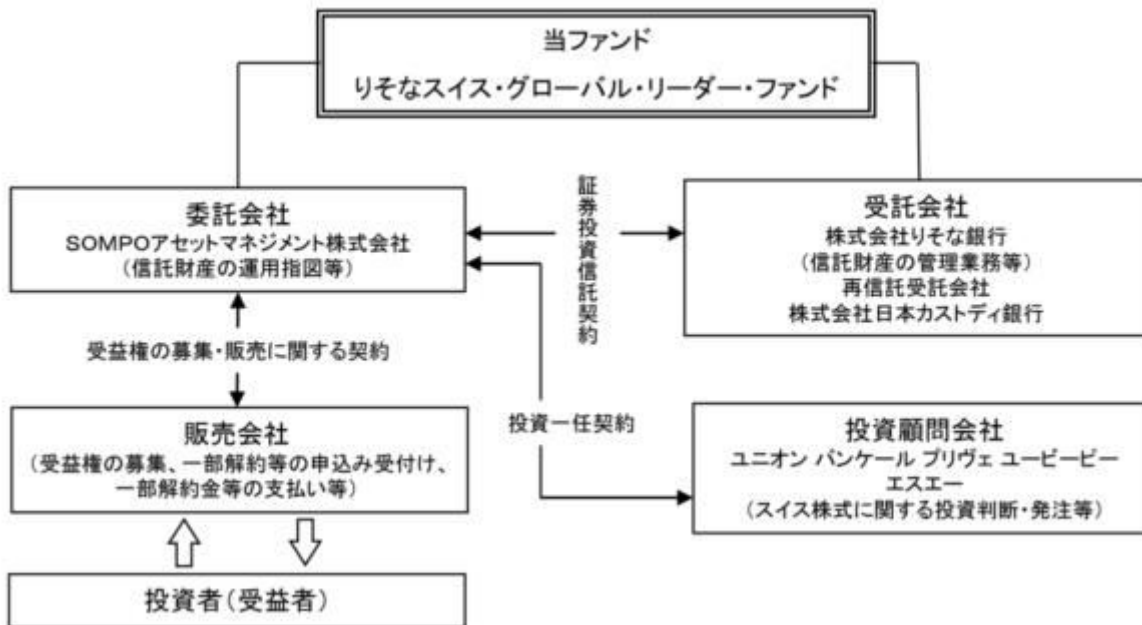 当ファンド
りそなスイス・グローバル・リーダー・ファンド
委託会社
SOMPOアセットマネジメント株式会社
(信託財産の運用指図等)
証券投資信託契約
受託会社
株式会社りそな銀行
(信託財産の管理業務等)
再信託受託会社
株式会社日本カストディ銀行
受益権の募集・販売に関する契約
投資一任契約
販売会社
(受益権の募集、一部解約等の申込み受付け、
一部解約金等の支払い等)
投資顧問会社
ユニオン バンケール プリヴェ ユービーピー
エスエー
(スイス株式に関する投資判断・発注等)
投資者(受益者)